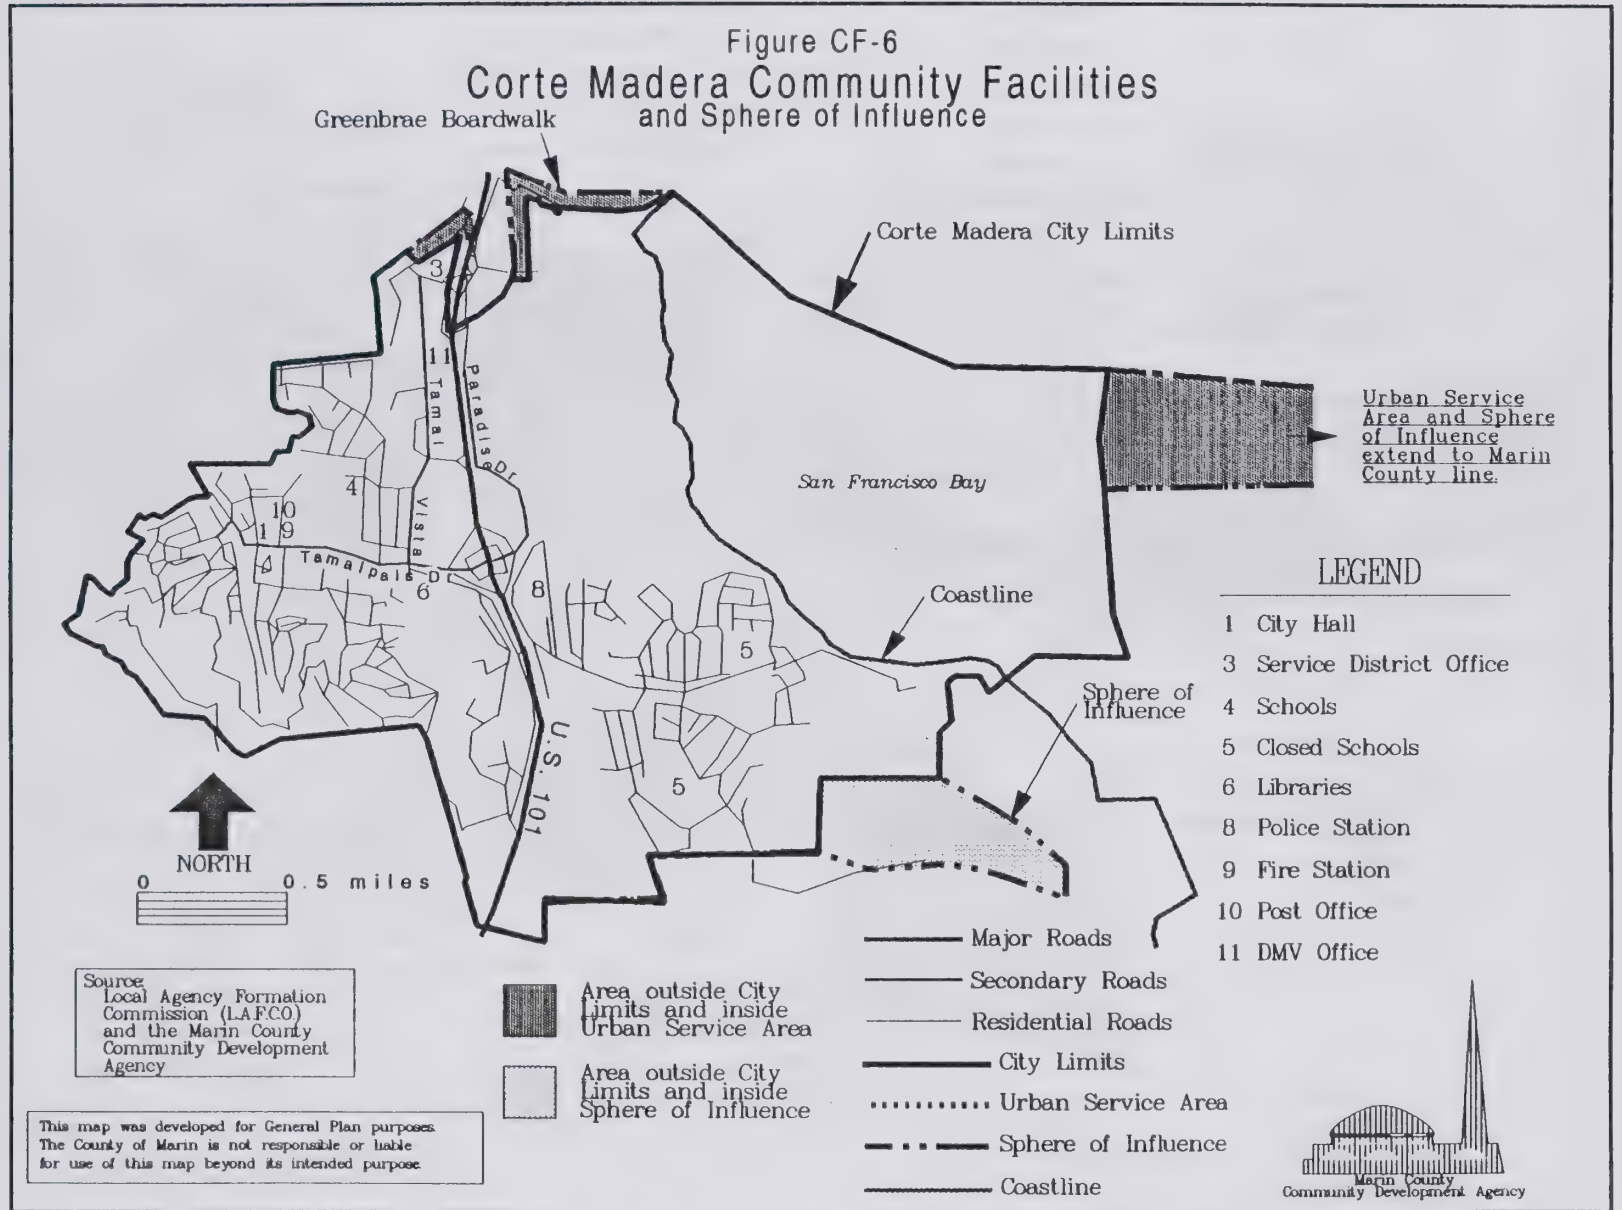 Figure CF-6
Corte Madera Community Facilities
and Sphere of Influence
Greenbrae Boardwalk
Corte Madera City Limits
3
11
Tamal
Vista
Paradise Dr
Urban Service
Area and Sphere
of Influence
extend to Marin
County line.
San Francisco Bay
4
10
1 9
Tamalpais Dr
6
8
5
Coastline
Sphere of
Influence
U.S. 101
5
LEGEND
1 City Hall
3 Service District Office
4 Schools
5 Closed Schools
6 Libraries
8 Police Station
9 Fire Station
10 Post Office
11 DMV Office
NORTH
0 0.5 miles
Source:
Local Agency Formation
Commission (L.A.F.C.O.)
and the Marin County
Community Development
Agency
This map was developed for General Plan purposes.
The County of Marin is not responsible or liable
for use of this map beyond its intended purpose.
Area outside City
Limits and inside
Urban Service Area
Area outside City
Limits and inside
Sphere of Influence
Major Roads
Secondary Roads
Residential Roads
City Limits
Urban Service Area
Sphere of Influence
Coastline
Marin County
Community Development Agency